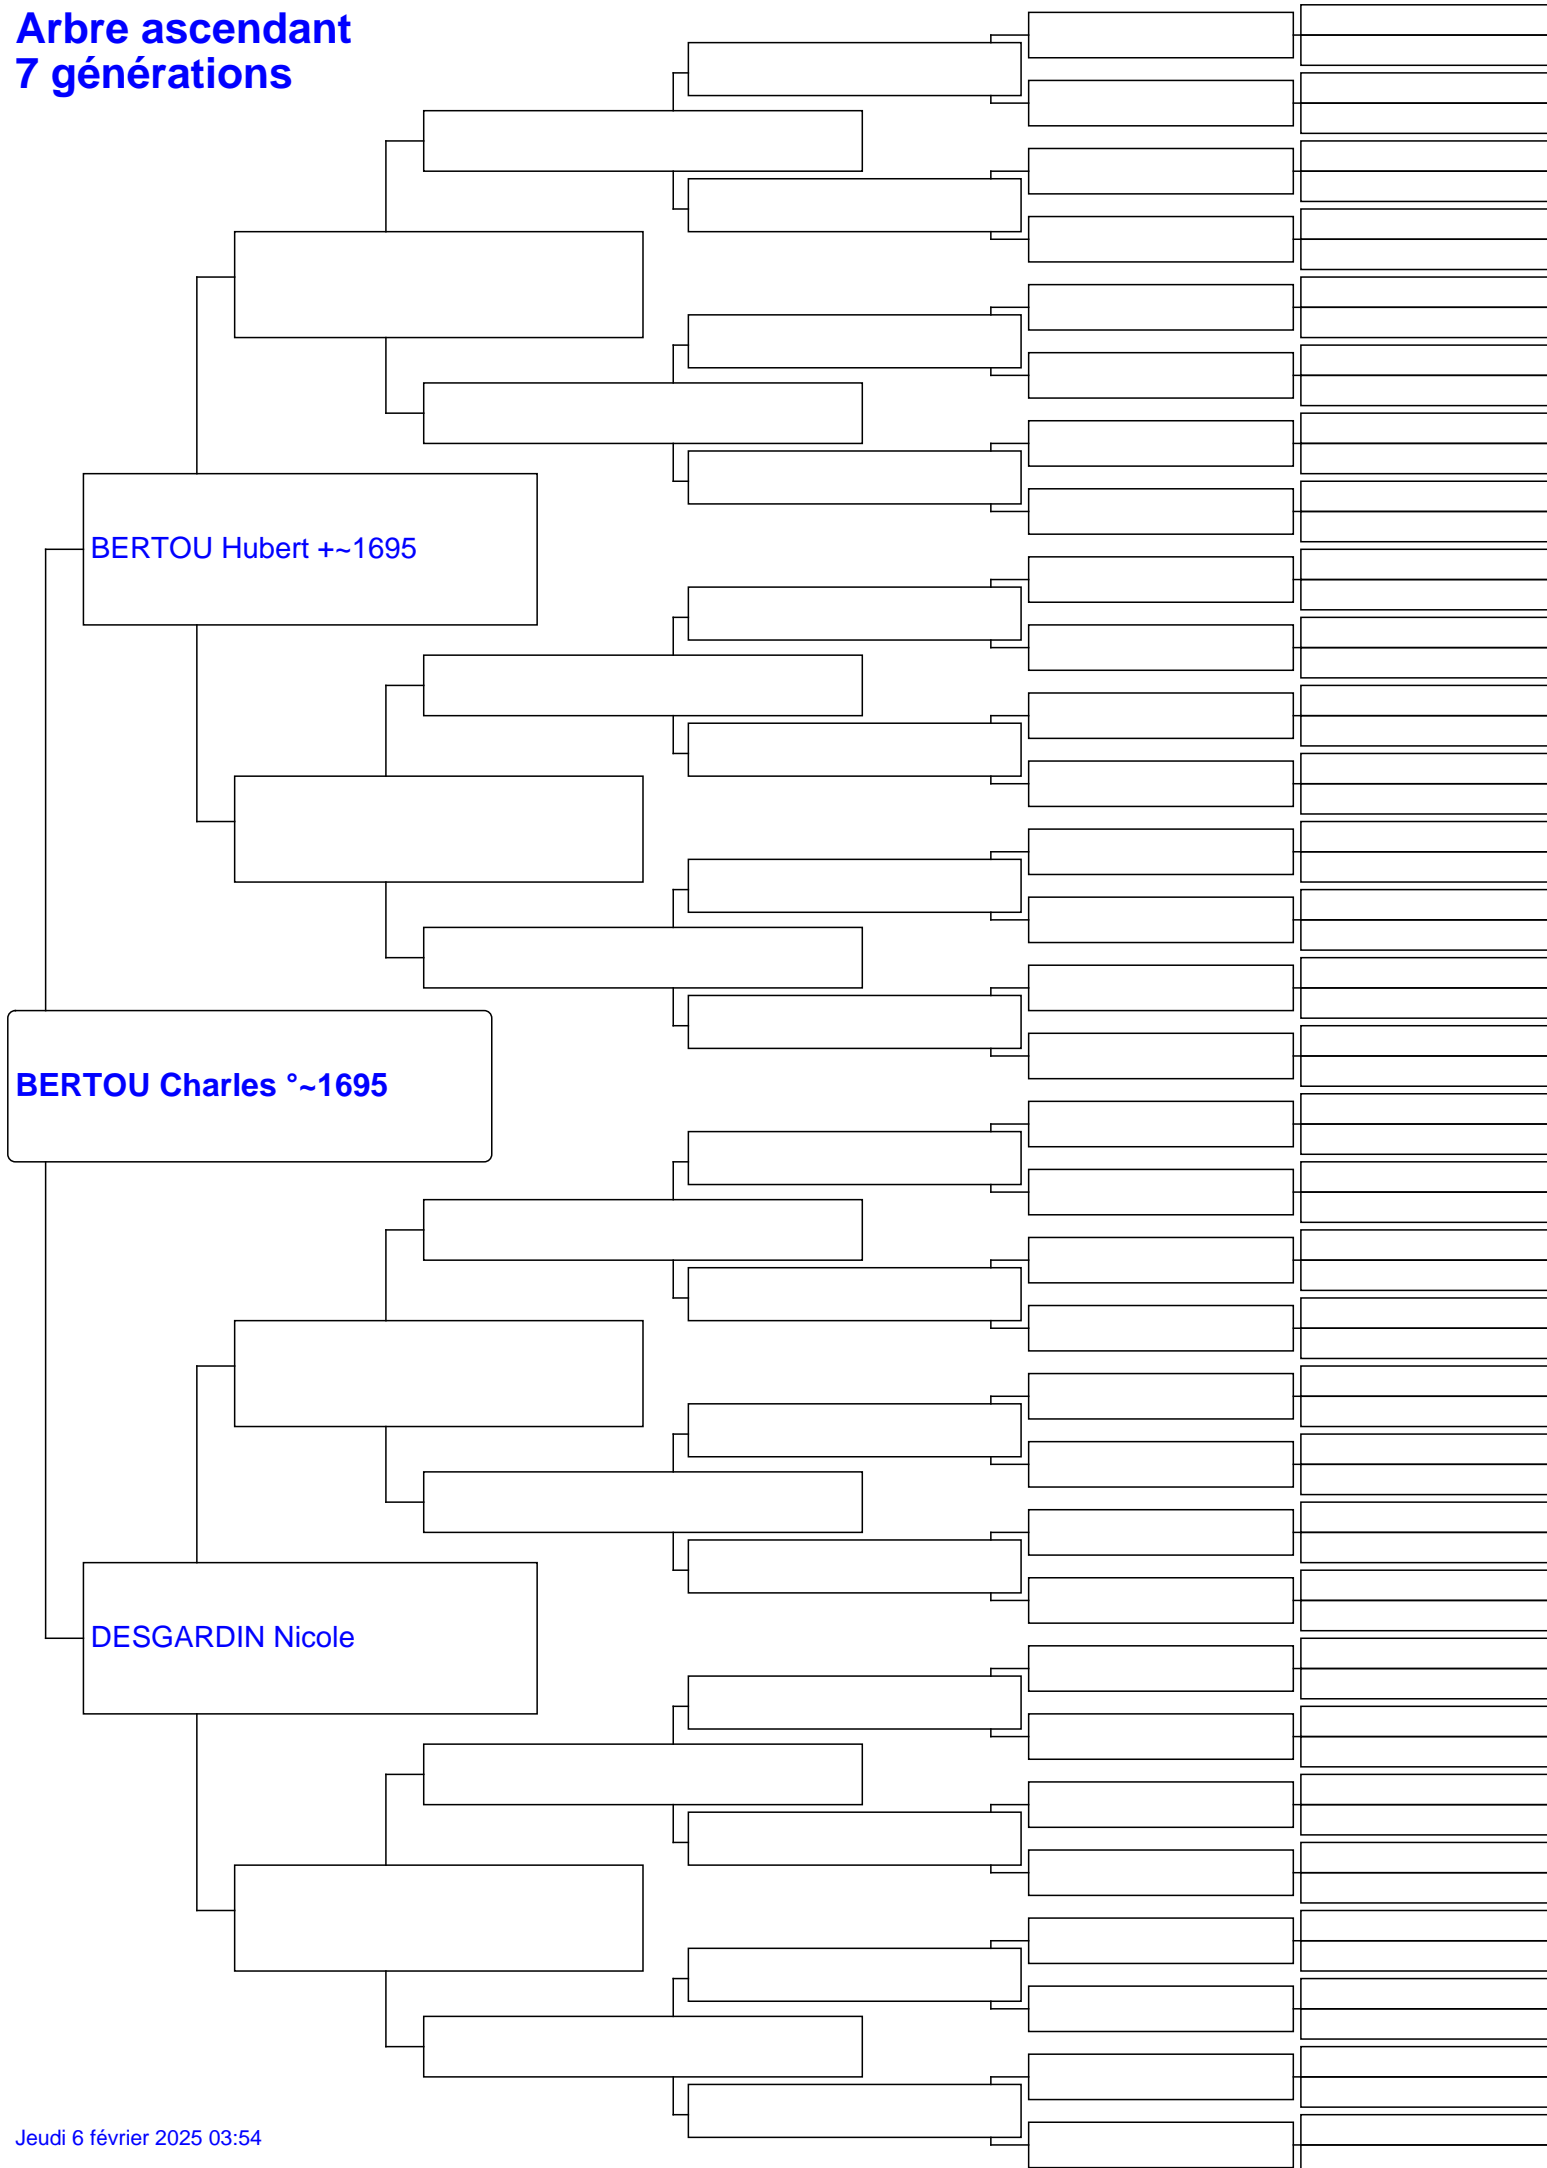 Arbre ascendant
7 générations
BERTOU Hubert +~1695
BERTOU Charles °~1695
DESGARDIN Nicole
Jeudi 6 février 2025 03:54